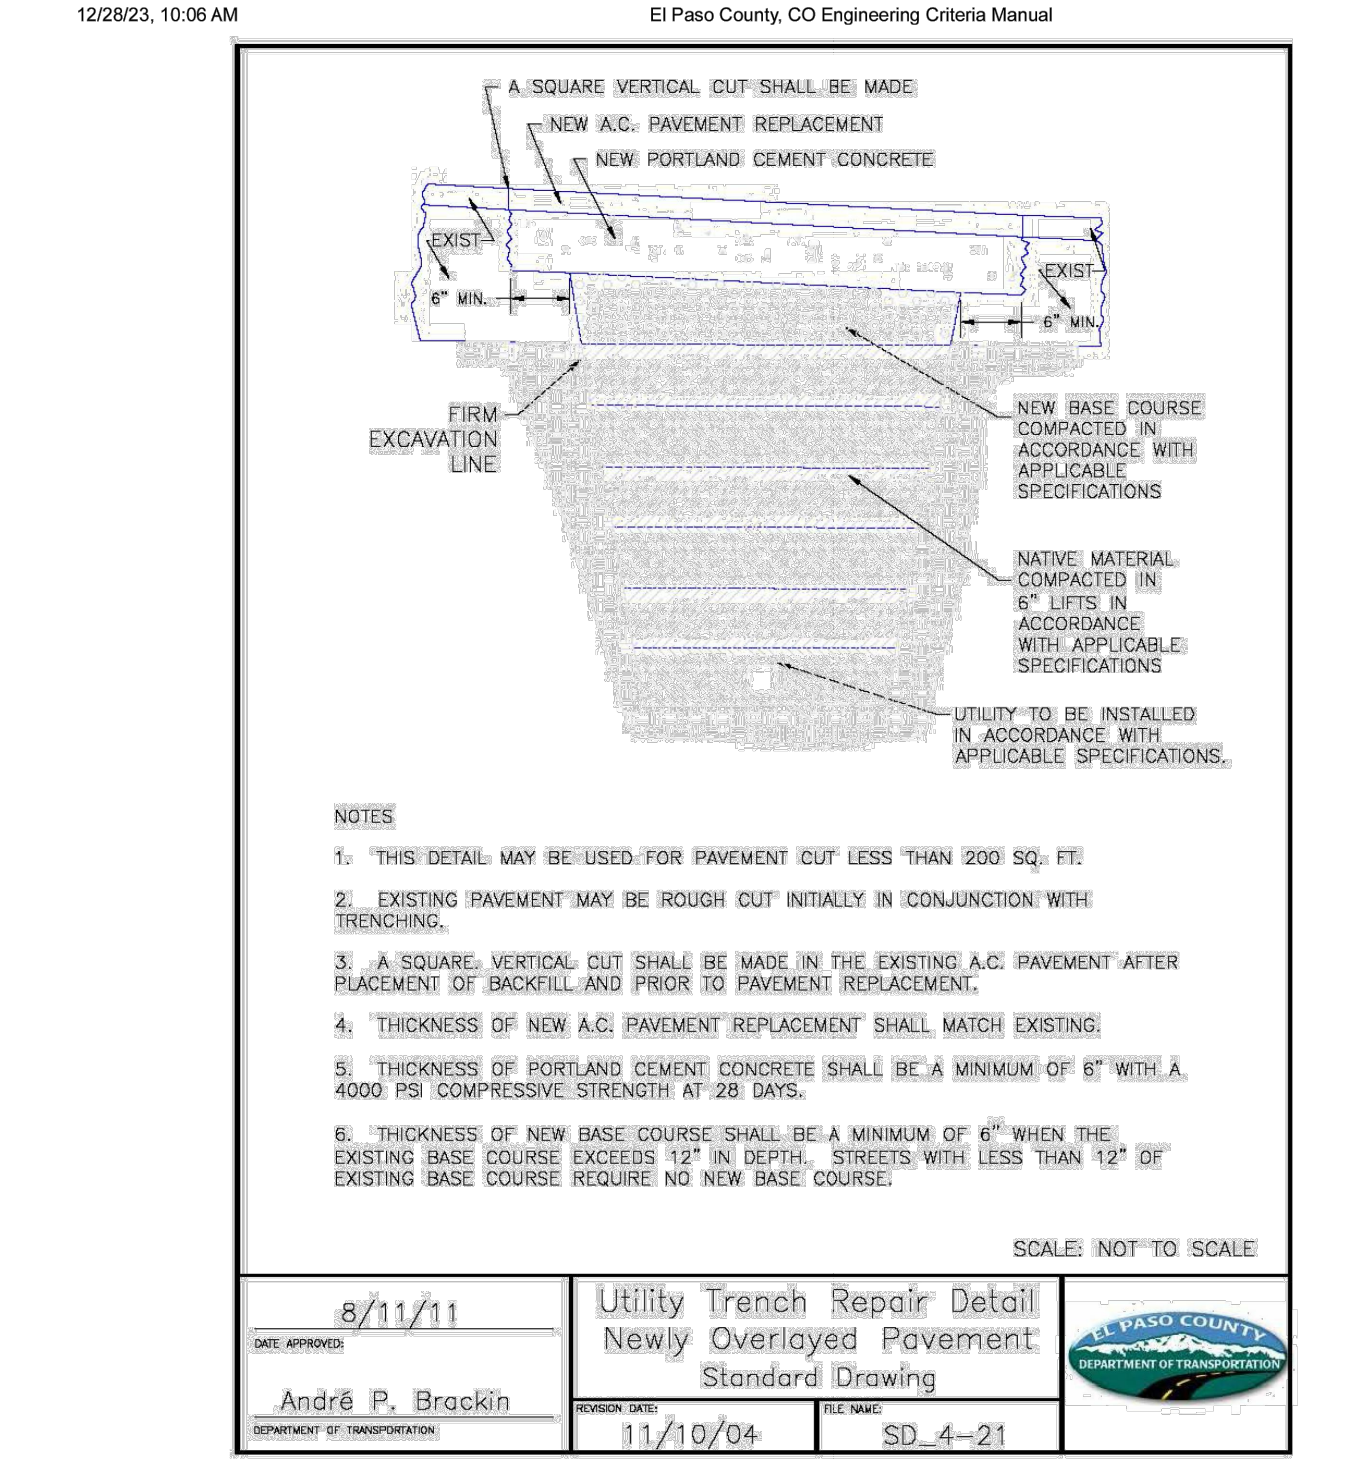 12/28/23, 10:06 AM
El Paso County, CO Engineering Criteria Manual
A SQUARE VERTICAL CUT SHALL BE MADE
NEW A.C. PAVEMENT REPLACEMENT
NEW PORTLAND CEMENT CONCRETE
EXIST
EXIST
6" MIN.
6" MIN.
FIRM
EXCAVATION
LINE
NEW BASE COURSE
COMPACTED IN
ACCORDANCE WITH
APPLICABLE
SPECIFICATIONS
NATIVE MATERIAL
COMPACTED IN
6" LIFTS IN
ACCORDANCE
WITH APPLICABLE
SPECIFICATIONS
UTILITY TO BE INSTALLED
IN ACCORDANCE WITH
APPLICABLE SPECIFICATIONS.
NOTES
1. THIS DETAIL MAY BE USED FOR PAVEMENT CUT LESS THAN 200 SQ. FT.
2. EXISTING PAVEMENT MAY BE ROUGH CUT INITIALLY IN CONJUNCTION WITH
TRENCHING.
3. A SQUARE, VERTICAL CUT SHALL BE MADE IN THE EXISTING A.C. PAVEMENT AFTER
PLACEMENT OF BACKFILL AND PRIOR TO PAVEMENT REPLACEMENT.
4. THICKNESS OF NEW A.C. PAVEMENT REPLACEMENT SHALL MATCH EXISTING.
5. THICKNESS OF PORTLAND CEMENT CONCRETE SHALL BE A MINIMUM OF 6" WITH A
4000 PSI COMPRESSIVE STRENGTH AT 28 DAYS.
6. THICKNESS OF NEW BASE COURSE SHALL BE A MINIMUM OF 6" WHEN THE
EXISTING BASE COURSE EXCEEDS 12" IN DEPTH. STREETS WITH LESS THAN 12" OF
EXISTING BASE COURSE REQUIRE NO NEW BASE COURSE.
SCALE: NOT TO SCALE
8/11/11
DATE APPROVED:
André P. Brackin
DEPARTMENT OF TRANSPORTATION
Utility Trench Repair Detail
Newly Overlayed Pavement
Standard Drawing
REVISION DATE:
11/10/04
FILE NAME:
SD_4-21
EL PASO COUNTY
DEPARTMENT OF TRANSPORTATION